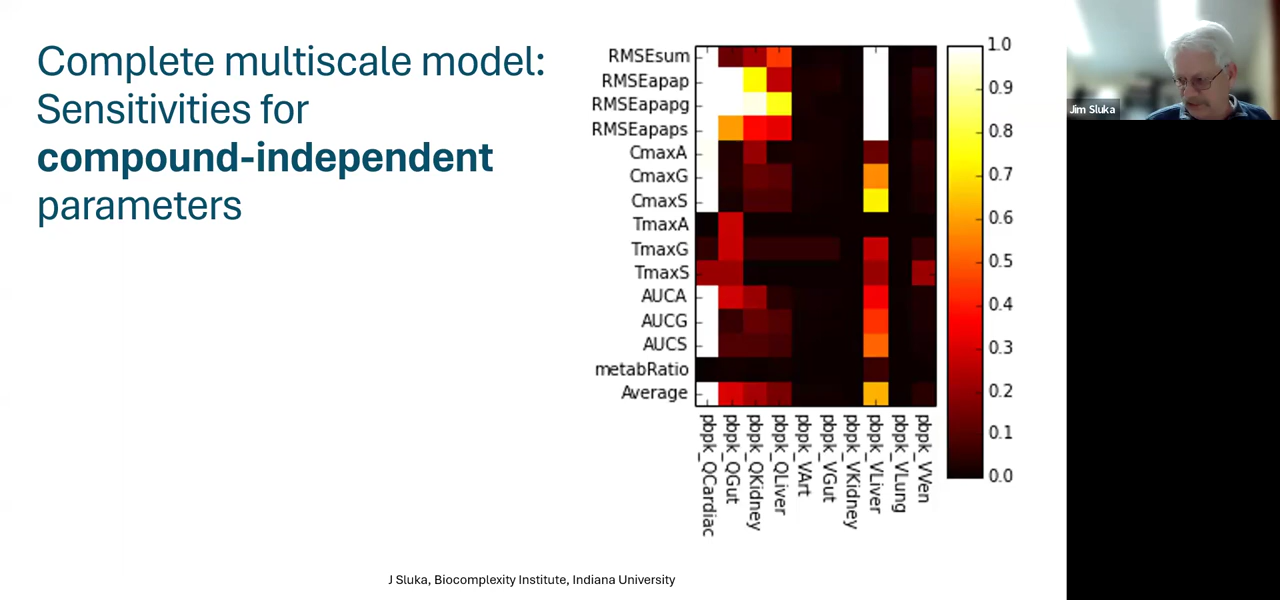 Complete multiscale model:
Sensitivities for
compound-independent
parameters
RMSEsum
RMSEapap
RMSEapapg
RMSEapaps
CmaxA
CmaxG
CmaxS
TmaxA
TmaxG
TmaxS
AUCA
AUCG
AUCS
metabRatio
Average
pbpk_QCardiac
pbpk_QGut
pbpk_QKidney
pbpk_QLiver
pbpk_VArt
pbpk_VGut
pbpk_VKidney
pbpk_VLiver
pbpk_VLung
pbpk_VVen
1.0
0.9
0.8
0.7
0.6
0.5
0.4
0.3
0.2
0.1
0.0
Jim Sluka
J Sluka, Biocomplexity Institute, Indiana University